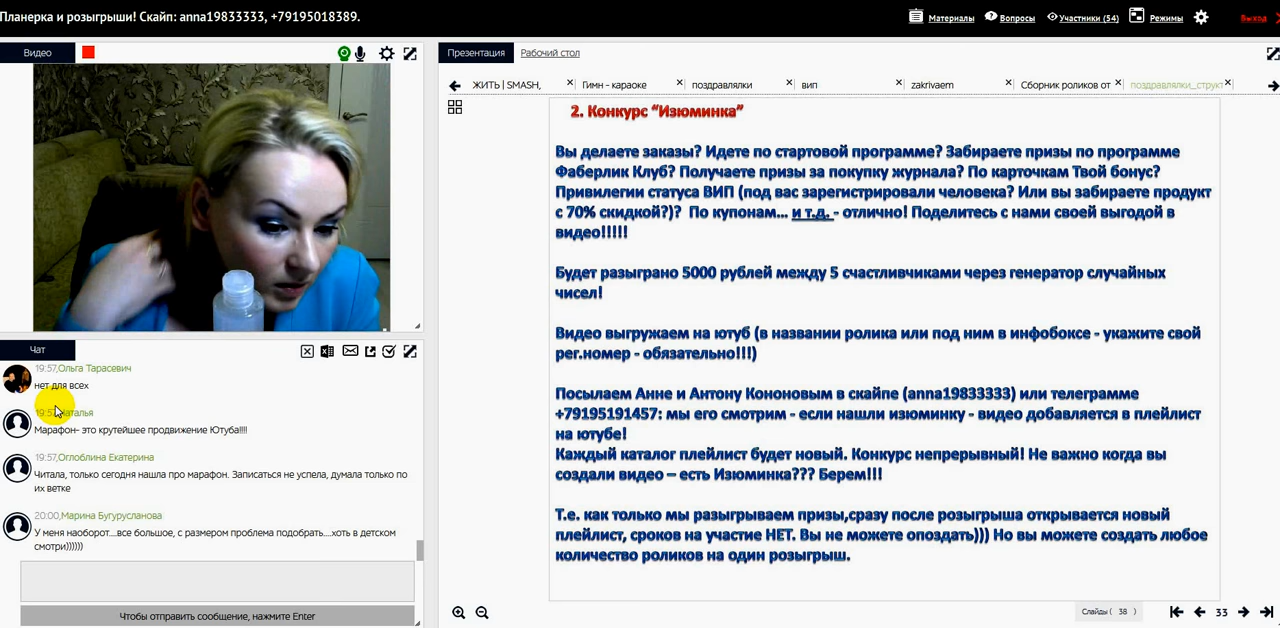 Планерка и розыгрыши! Скайп: anna19833333, +79195018389.
Материалы
Вопросы
Участники (54)
Режимы
Выход
Видео
Презентация
Рабочий стол
ЖИТЬ | SMASH,
Гимн - караоке
поздравлялки
вип
zakrivaem
Сборник роликов от
поздравлялки_структ
2. Конкурс “Изюминка”
Вы делаете заказы? Идете по стартовой программе? Забираете призы по программе
Фаберлик Клуб? Получаете призы за покупку журнала? По карточкам Твой бонус?
Привилегии статуса ВИП (под вас зарегистрировали человека? Или вы забираете продукт
с 70% скидкой?)? По купонам... и т.д. - отлично! Поделитесь с нами своей выгодой в
видео!!!!!
Будет разыграно 5000 рублей между 5 счастливчиками через генератор случайных
чисел!
Видео выгружаем на ютуб (в названии ролика или под ним в инфобоксе - укажите свой
рег.номер - обязательно!!!)
Посылаем Анне и Антону Кононовым в скайпе (anna19833333) или телеграмме
+79195191457: мы его смотрим - если нашли изюминку - видео добавляется в плейлист
на ютубе!
Каждый каталог плейлист будет новый. Конкурс непрерывный! Не важно когда вы
создали видео – есть Изюминка??? Берем!!!
Т.е. как только мы разыгрываем призы,сразу после розыгрыша открывается новый
плейлист, сроков на участие НЕТ. Вы не можете опоздать))) Но вы можете создать любое
количество роликов на один розыгрыш.
Чат
19:57,Ольга Тарасевич
нет для всех
19:57,Наталья
Марафон- это крутейшее продвижение Ютуба!!!!
19:57,Оглоблина Екатерина
Читала, только сегодня нашла про марафон. Записаться не успела, думала только по
их ветке
20:00,Марина Бугурусланова
У меня наоборот....все большое, с размером проблема подобрать....хоть в детском
смотри))))))
Чтобы отправить сообщение, нажмите Enter
Слайды ( 38 )
33